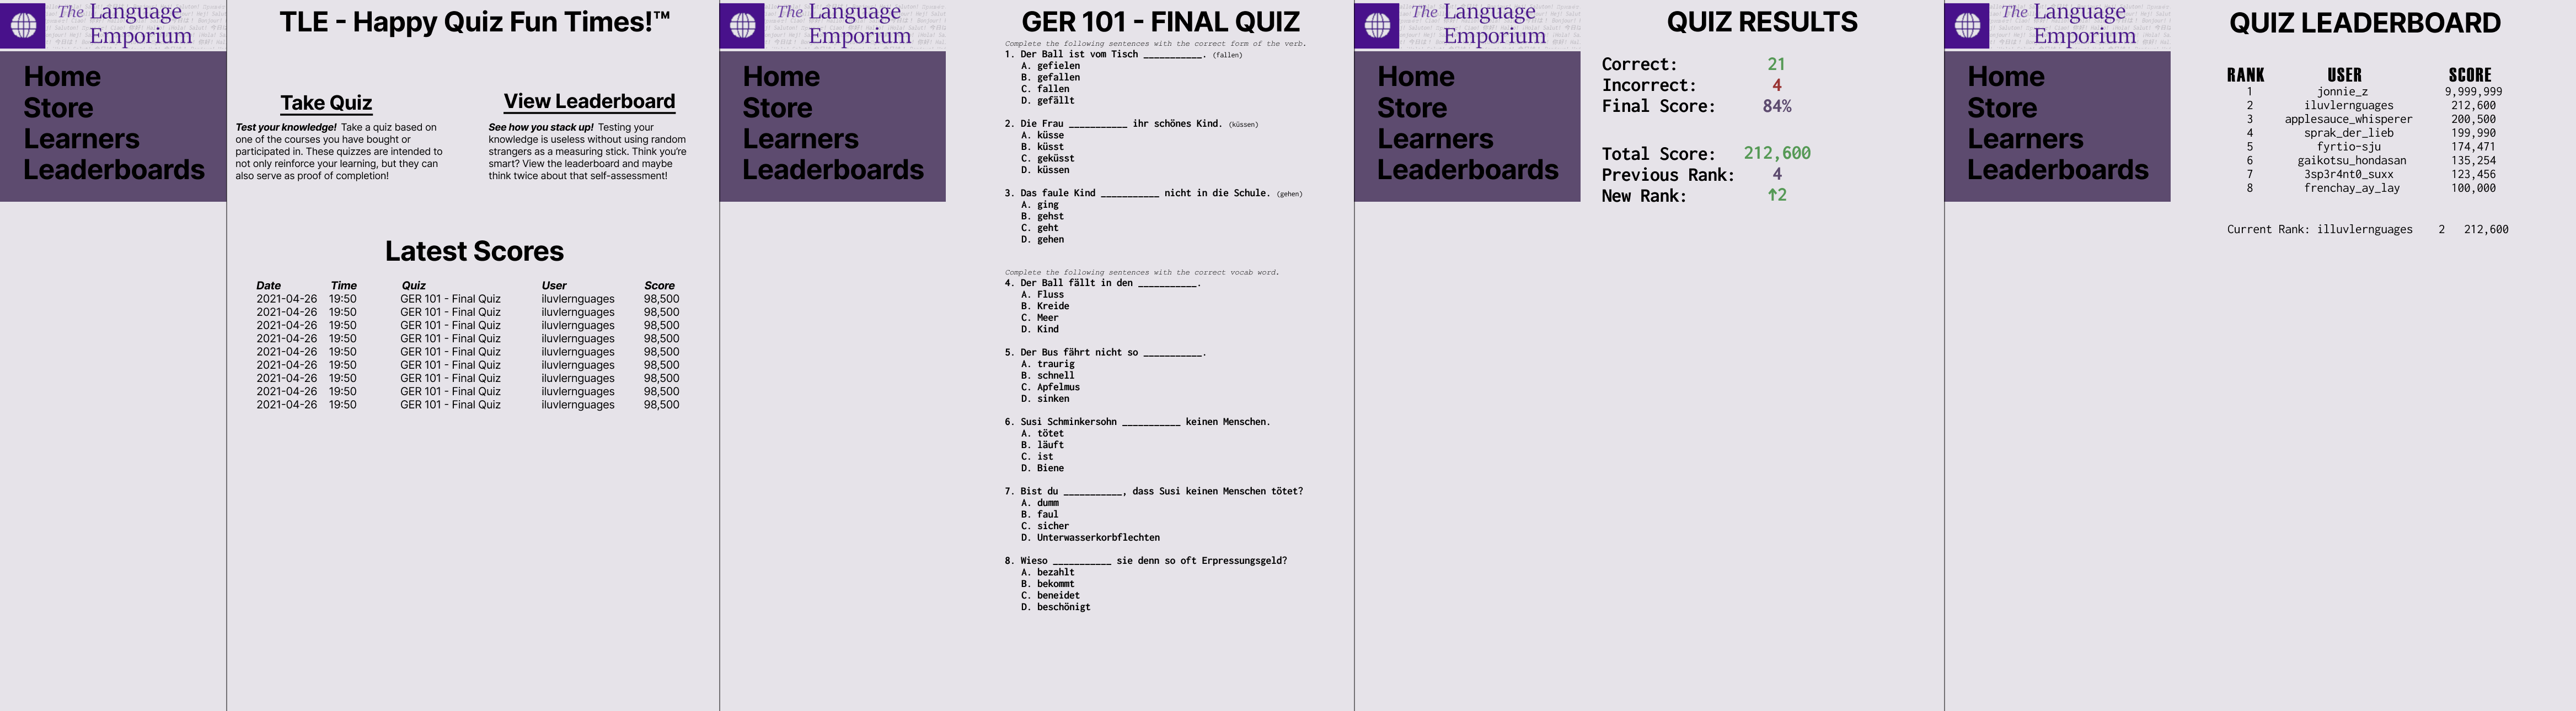 The Language
Emporium
Home
Store
Learners
Leaderboards
TLE - Happy Quiz Fun Times!™
Take Quiz
Test your knowledge! Take a quiz based on
one of the courses you have bought or
participated in. These quizzes are intended to
not only reinforce your learning, but they can
also serve as proof of completion!
View Leaderboard
See how you stack up! Testing your
knowledge is useless without using random
strangers as a measuring stick. Think you're
smart? View the leaderboard and maybe
think twice about that self-assessment!
Latest Scores
Date Time Quiz User Score
2021-04-26 19:50 GER 101 - Final Quiz iluvlernguages 98,500
2021-04-26 19:50 GER 101 - Final Quiz iluvlernguages 98,500
2021-04-26 19:50 GER 101 - Final Quiz iluvlernguages 98,500
2021-04-26 19:50 GER 101 - Final Quiz iluvlernguages 98,500
2021-04-26 19:50 GER 101 - Final Quiz iluvlernguages 98,500
2021-04-26 19:50 GER 101 - Final Quiz iluvlernguages 98,500
2021-04-26 19:50 GER 101 - Final Quiz iluvlernguages 98,500
2021-04-26 19:50 GER 101 - Final Quiz iluvlernguages 98,500
2021-04-26 19:50 GER 101 - Final Quiz iluvlernguages 98,500
The Language
Emporium
Home
Store
Learners
Leaderboards
GER 101 - FINAL QUIZ
Complete the following sentences with the correct form of the verb.
1. Der Ball ist vom Tisch ___________. (fallen)
A. gefielen
B. gefallen
C. fallen
D. gefällt
2. Die Frau ___________ ihr schönes Kind. (küssen)
A. küsse
B. küsst
C. geküsst
D. küssen
3. Das faule Kind ___________ nicht in die Schule. (gehen)
A. ging
B. gehst
C. geht
D. gehen
Complete the following sentences with the correct vocab word.
4. Der Ball fällt in den ___________.
A. Fluss
B. Kreide
C. Meer
D. Kind
5. Der Bus fährt nicht so ___________.
A. traurig
B. schnell
C. Apfelmus
D. sinken
6. Susi Schminkersohn ___________ keinen Menschen.
A. tötet
B. läuft
C. ist
D. Biene
7. Bist du ___________, dass Susi keinen Menschen tötet?
A. dumm
B. faul
C. sicher
D. Unterwasserkorbflechten
8. Wieso ___________ sie denn so oft Erpressungsgeld?
A. bezahlt
B. bekommt
C. beneidet
D. beschönigt
The Language
Emporium
Home
Store
Learners
Leaderboards
QUIZ RESULTS
Correct: 21
Incorrect: 4
Final Score: 84%
Total Score: 212,600
Previous Rank: 4
New Rank: ↑2
The Language
Emporium
Home
Store
Learners
Leaderboards
QUIZ LEADERBOARD
RANK USER SCORE
1 jonnie_z 9,999,999
2 iluvlernguages 212,600
3 applesauce_whisperer 200,500
4 sprak_der_lieb 199,990
5 fyrtio-sju 174,471
6 gaikotsu_hondasan 135,254
7 3sp3r4nt0_suxx 123,456
8 frenchay_ay_lay 100,000
Current Rank: illuvlernguages 2 212,600